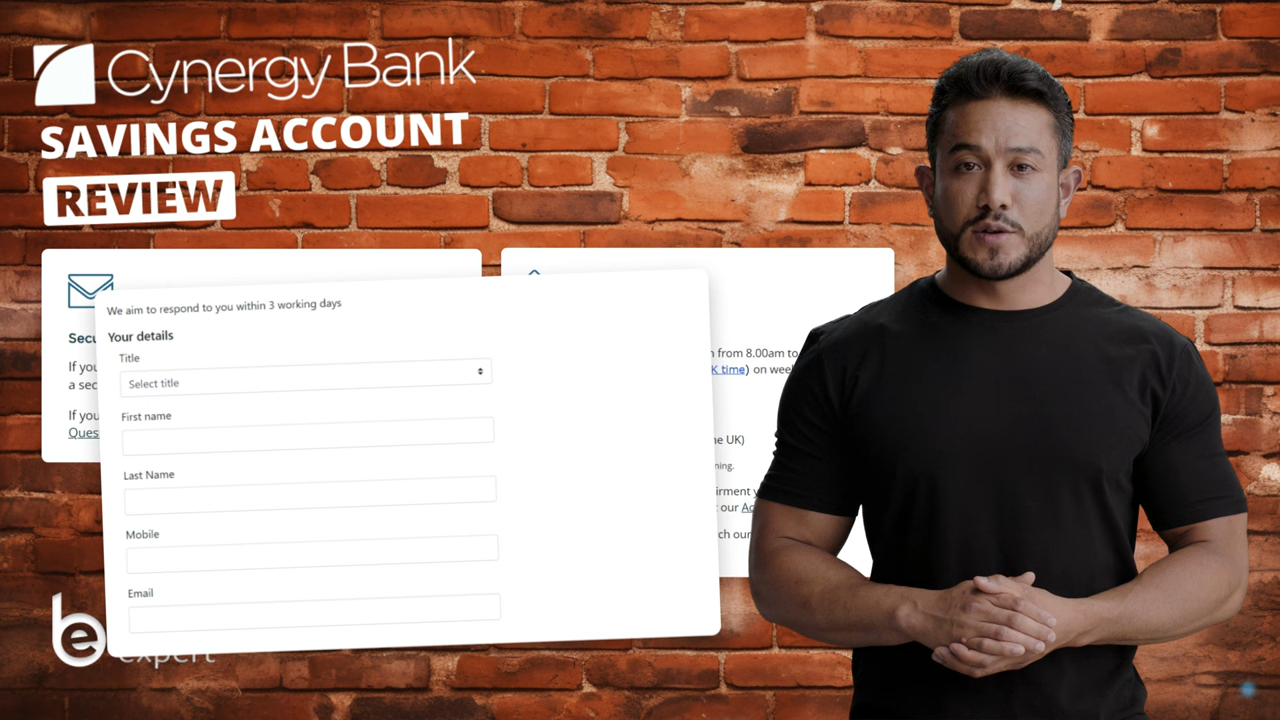 Cynergy Bank
SAVINGS ACCOUNT
REVIEW
We aim to respond to you within 3 working days
Your details
Title
Select title
First name
Last Name
Mobile
Email
Secu
If you
a sec
If you
Ques
from 8.00am to
K time) on wee
he UK)
ning.
irment y
our Ac
ch our
be
expert